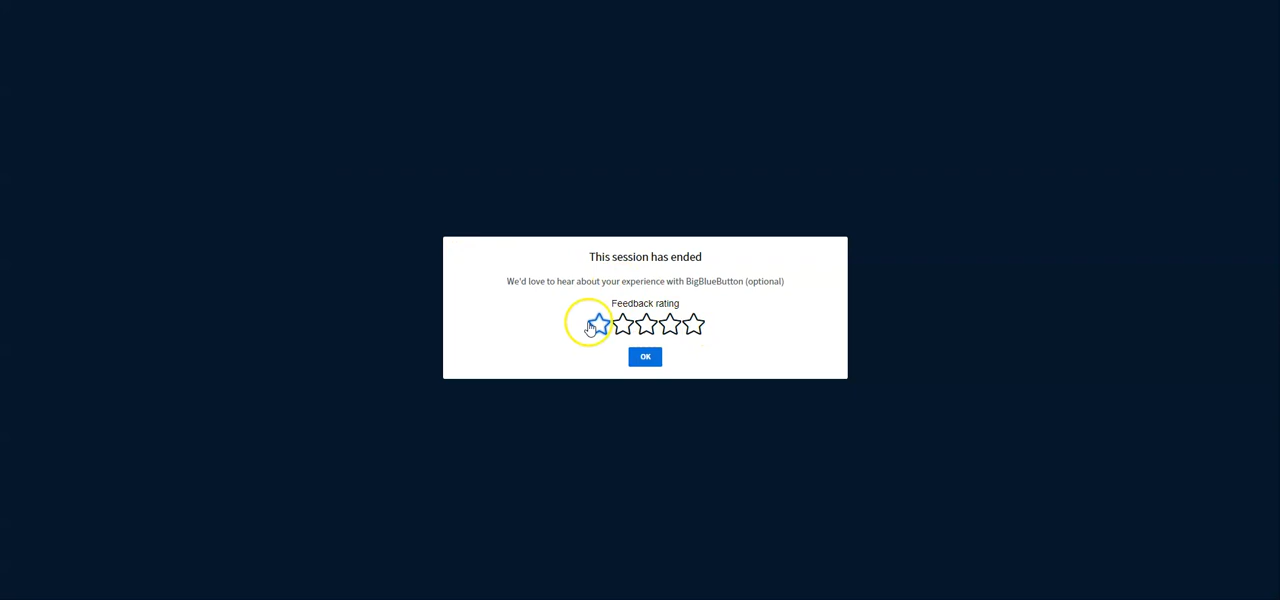 This session has ended
We'd love to hear about your experience with BigBlueButton (optional)
Feedback rating
OK